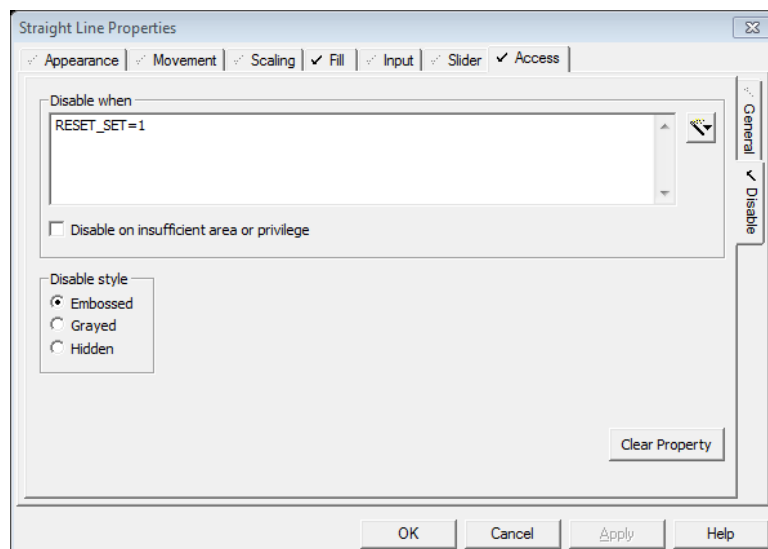 Straight Line Properties
Appearance
Movement
Scaling
Fill
Input
Slider
Access
General
Disable
Disable when
RESET_SET=1
Disable on insufficient area or privilege
Disable style
Embossed
Grayed
Hidden
Clear Property
OK
Cancel
Apply
Help